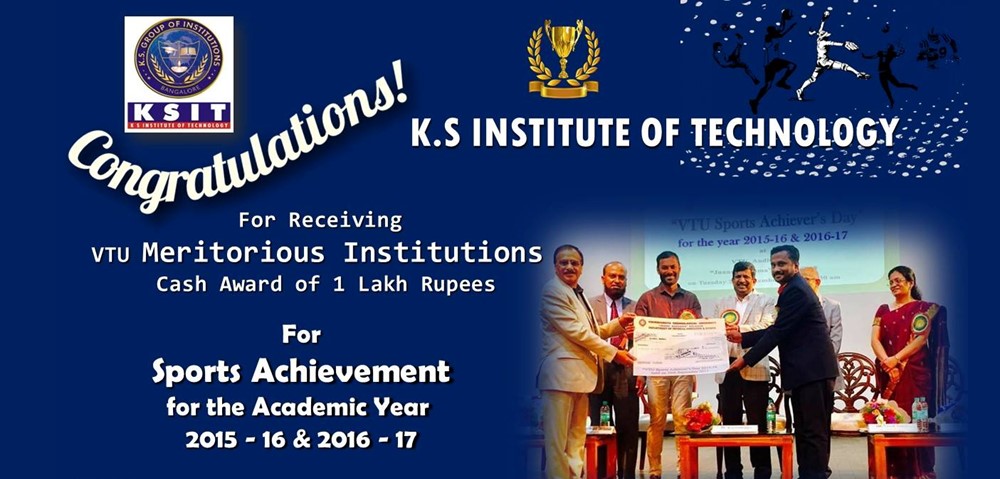 K.S. GROUP OF INSTITUTIONS
BANGALORE
KSIT
K S INSTITUTE OF TECHNOLOGY
Congratulations!
K.S INSTITUTE OF TECHNOLOGY
For Receiving
VTU Meritorious Institutions
Cash Award of 1 Lakh Rupees
For
Sports Achievement
for the Academic Year
2015 - 16 & 2016 - 17
"VTU Sports Achiever's Day"
for the year 2015-16 & 2016-17